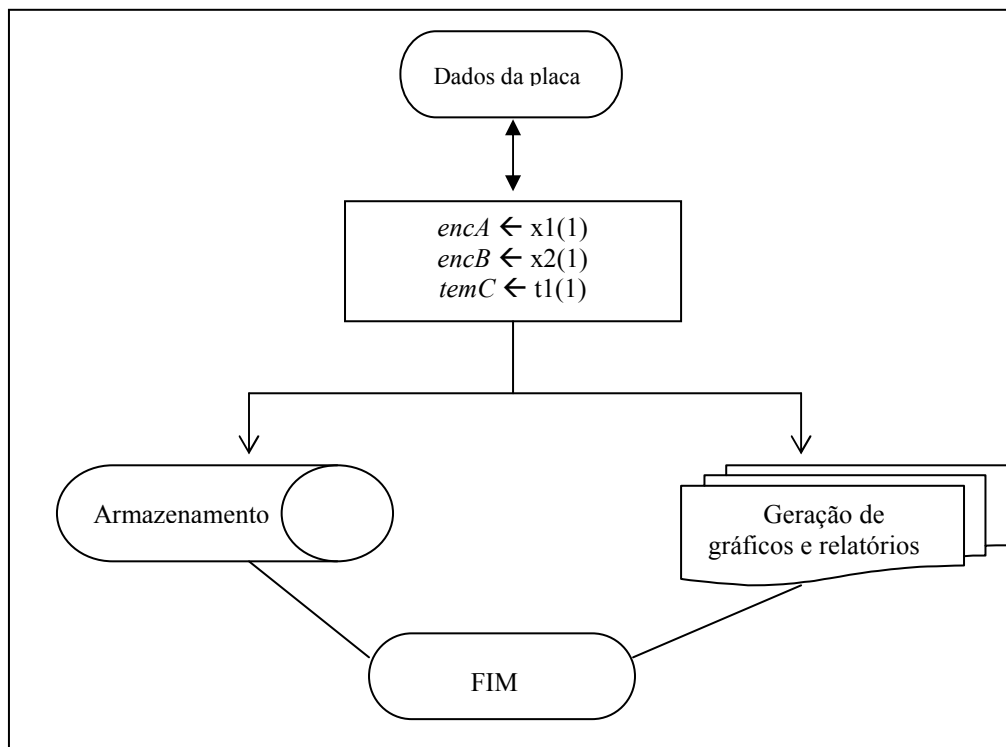 Dados da placa
encA ← x1(1)
encB ← x2(1)
temC ← t1(1)
Armazenamento
Geração de
gráficos e relatórios
FIM